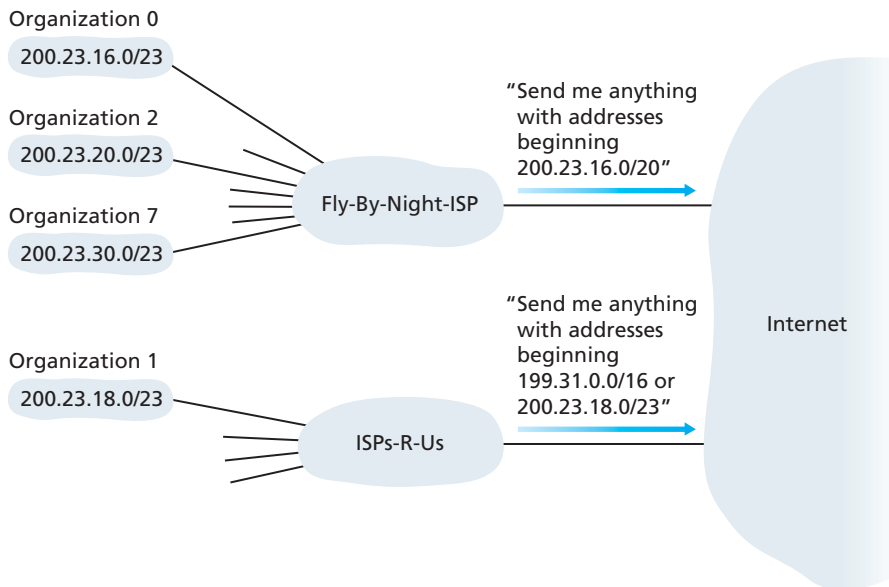 Organization 0
200.23.16.0/23
Organization 2
200.23.20.0/23
Organization 7
200.23.30.0/23
Fly-By-Night-ISP
“Send me anything
with addresses
beginning
200.23.16.0/20”
Organization 1
200.23.18.0/23
ISPs-R-Us
“Send me anything
with addresses
beginning
199.31.0.0/16 or
200.23.18.0/23”
Internet